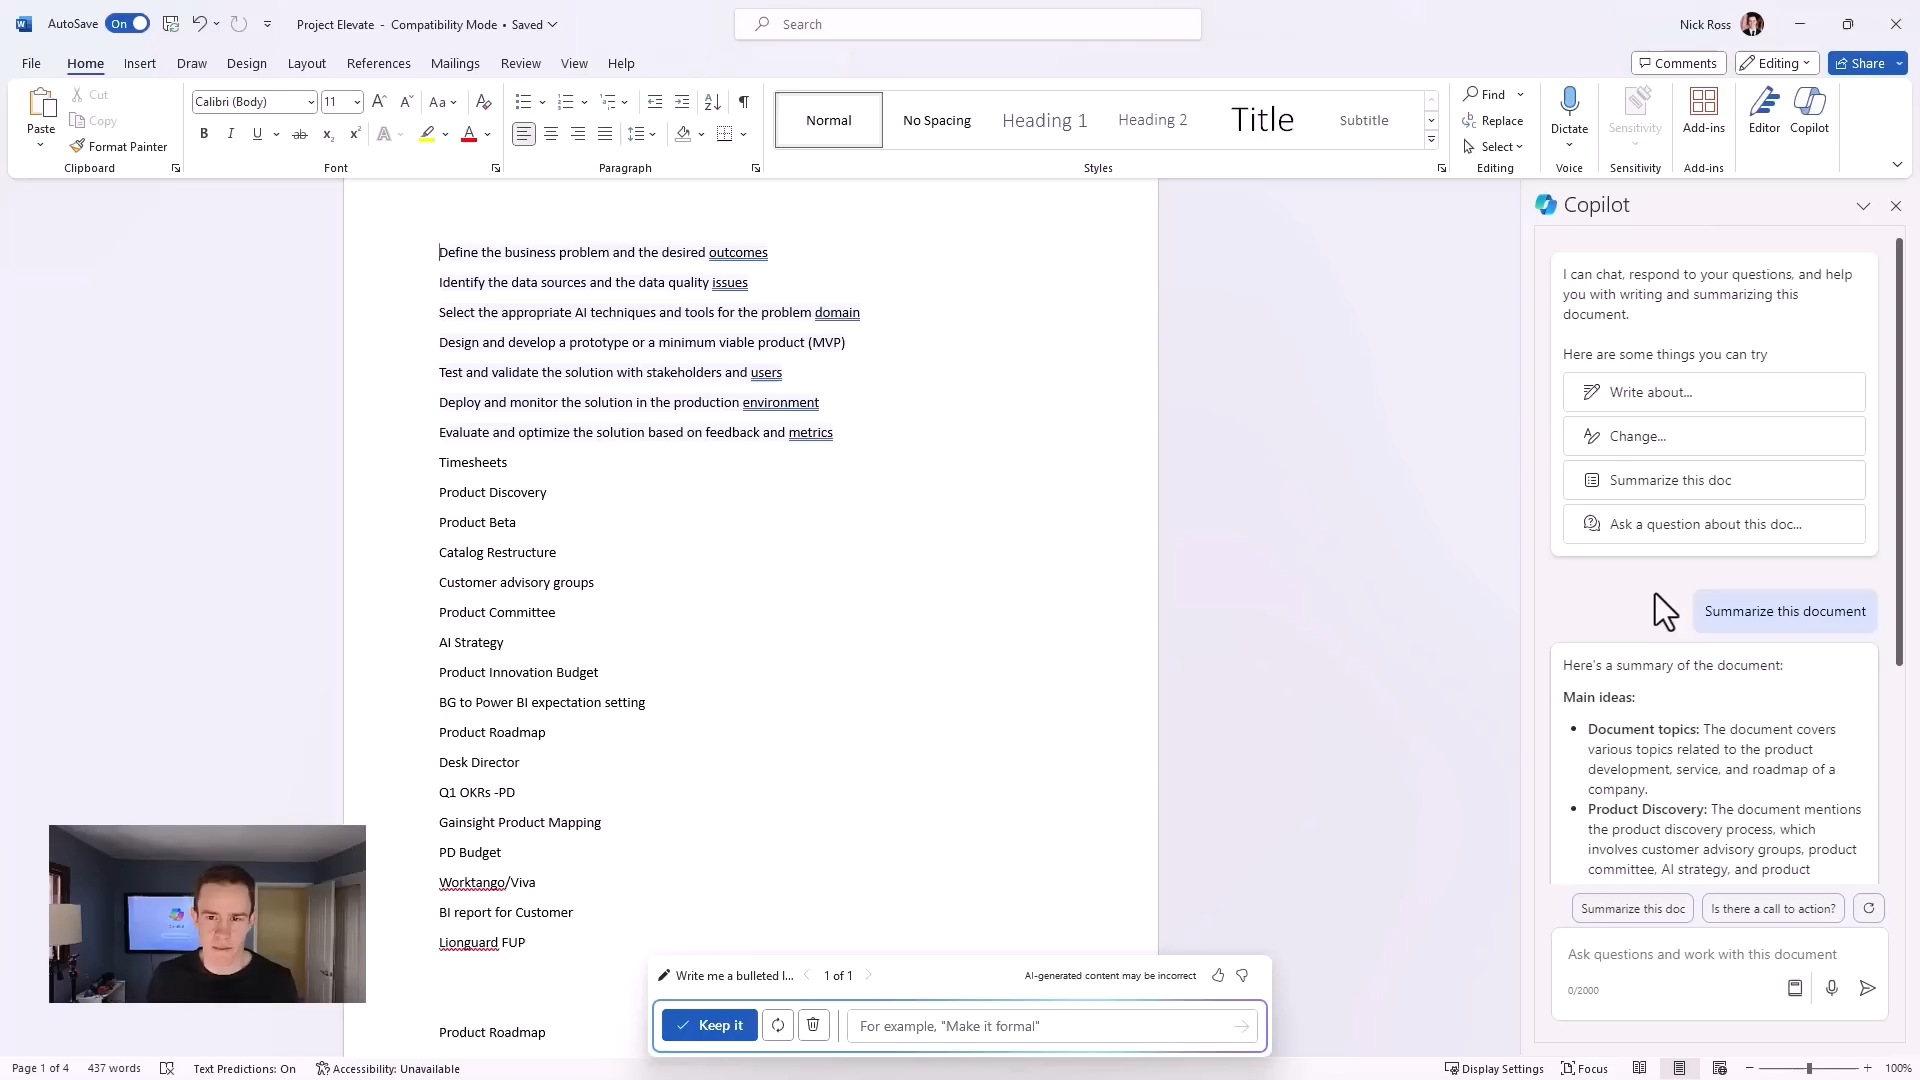 AutoSave On Project Elevate - Compatibility Mode • Saved Search Nick Ross
File Home Insert Draw Design Layout References Mailings Review View Help Comments Editing Share
Paste
Cut
Copy
Format Painter
Clipboard
Calibri (Body) 11
Font
Paragraph
Normal No Spacing Heading 1 Heading 2 Title Subtitle
Styles
Find
Replace
Select
Editing
Dictate
Voice
Sensitivity
Sensitivity
Add-ins
Add-ins
Editor
Copilot
Define the business problem and the desired outcomes
Identify the data sources and the data quality issues
Select the appropriate AI techniques and tools for the problem domain
Design and develop a prototype or a minimum viable product (MVP)
Test and validate the solution with stakeholders and users
Deploy and monitor the solution in the production environment
Evaluate and optimize the solution based on feedback and metrics
Timesheets
Product Discovery
Product Beta
Catalog Restructure
Customer advisory groups
Product Committee
AI Strategy
Product Innovation Budget
BG to Power BI expectation setting
Product Roadmap
Desk Director
Q1 OKRs -PD
Gainsight Product Mapping
PD Budget
Worktango/Viva
BI report for Customer
Lionguard FUP
Product Roadmap
Write me a bulleted l... 1 of 1 AI-generated content may be incorrect
Keep it For example, "Make it formal"
Copilot
I can chat, respond to your questions, and help
you with writing and summarizing this
document.
Here are some things you can try
Write about...
Change...
Summarize this doc
Ask a question about this doc...
Summarize this document
Here's a summary of the document:
Main ideas:
• Document topics: The document covers
various topics related to the product
development, service, and roadmap of a
company.
• Product Discovery: The document mentions
the product discovery process, which
involves customer advisory groups, product
committee, AI strategy, and product
Summarize this doc Is there a call to action?
Ask questions and work with this document
0/2000
Page 1 of 4 437 words Text Predictions: On Accessibility: Unavailable Display Settings Focus 100%